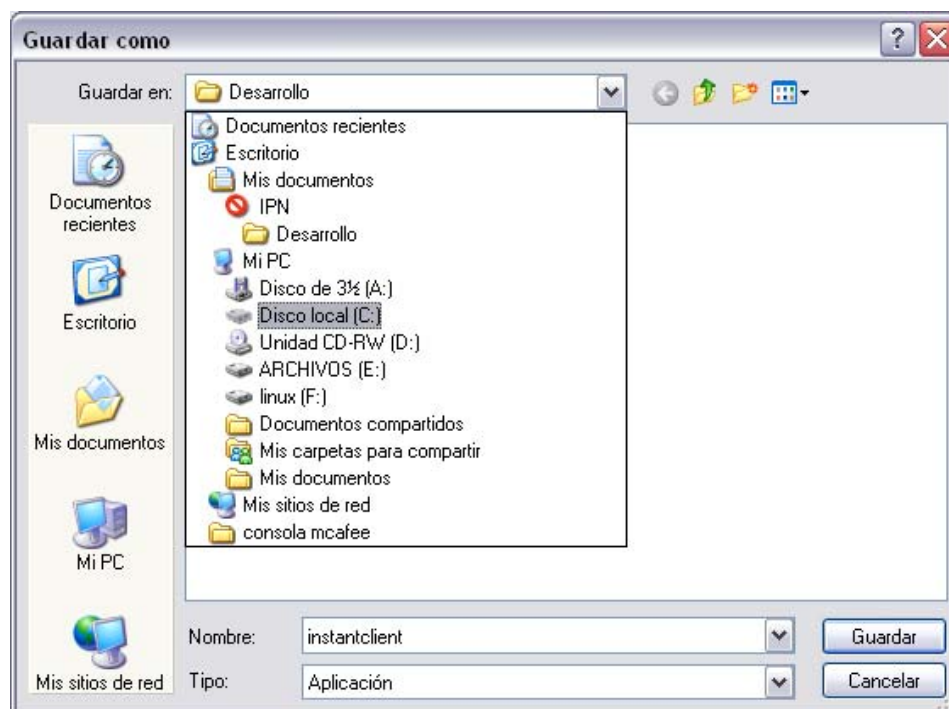 Guardar como
Guardar en:
Desarrollo
Documentos recientes
Escritorio
Mis documentos
IPN
Desarrollo
Mi PC
Disco de 3½ (A:)
Disco local (C:)
Unidad CD-RW (D:)
ARCHIVOS (E:)
linux (F:)
Documentos compartidos
Mis carpetas para compartir
Mis documentos
Mis sitios de red
consola mcafee
Documentos
recientes
Escritorio
Mis documentos
Mi PC
Mis sitios de red
Nombre:
instantclient
Guardar
Tipo:
Aplicación
Cancelar